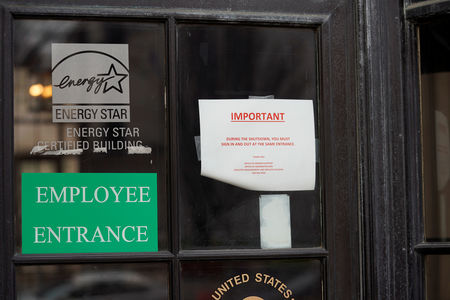 energy
ENERGY STAR
ENERGY STAR
CERTIFIED BUILDING
EMPLOYEE
ENTRANCE
IMPORTANT
DURING THE SHUTDOWN, YOU MUST
SIGN IN AND OUT AT THE SAME ENTRANCE.
UNITED STATES